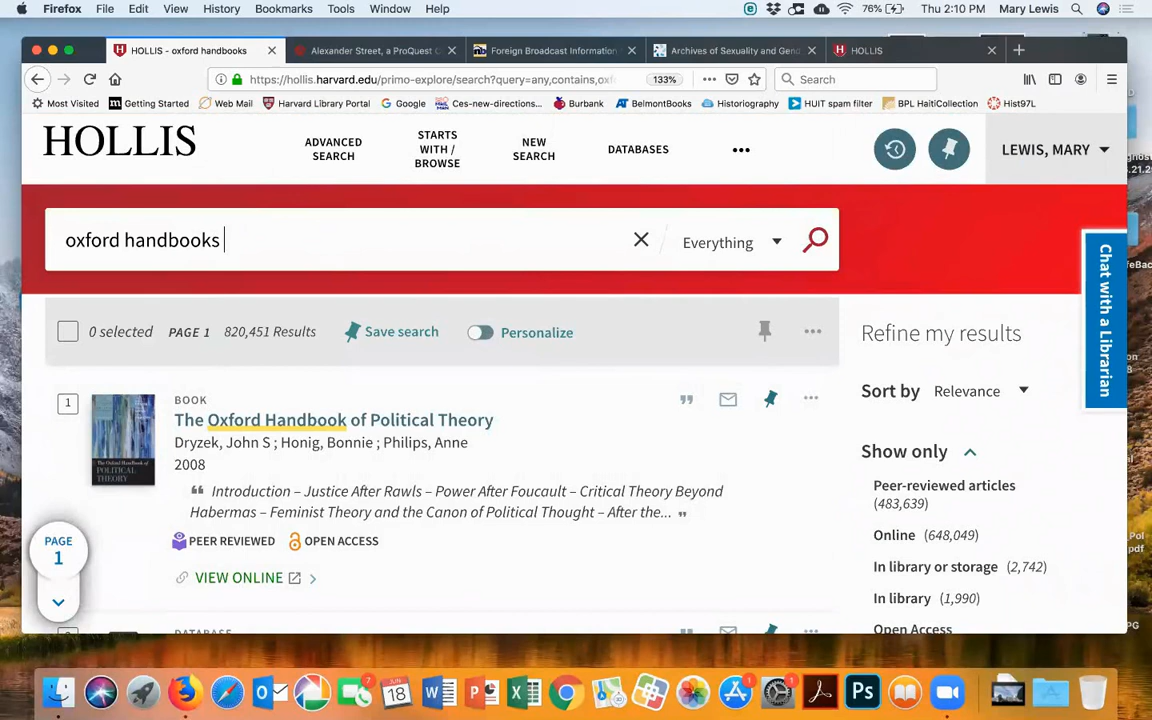 Firefox File Edit View History Bookmarks Tools Window Help 76% Thu 2:10 PM Mary Lewis
HOLLIS - oxford handbooks Alexander Street, a ProQuest C Foreign Broadcast Information Archives of Sexuality and Gend HOLLIS
https://hollis.harvard.edu/primo-explore/search?query=any,contains,oxf 133% Search
Most Visited Getting Started Web Mail Harvard Library Portal Google Ces-new-directions... Burbank BelmontBooks Historiography HUIT spam filter BPL HaitiCollection Hist97L
HOLLIS
ADVANCED SEARCH
STARTS WITH / BROWSE
NEW SEARCH
DATABASES
LEWIS, MARY
oxford handbooks
Everything
Chat with a Librarian
0 selected PAGE 1 820,451 Results Save search Personalize
Refine my results
Sort by Relevance
1
BOOK
The Oxford Handbook of Political Theory
Dryzek, John S ; Honig, Bonnie ; Philips, Anne
2008
Introduction – Justice After Rawls – Power After Foucault – Critical Theory Beyond
Habermas – Feminist Theory and the Canon of Political Thought – After the...
PEER REVIEWED OPEN ACCESS
VIEW ONLINE
Show only
Peer-reviewed articles
(483,639)
Online (648,049)
In library or storage (2,742)
In library (1,990)
Open Access
PAGE
1
DATABASE
7
JUN
18
1
1
Ps